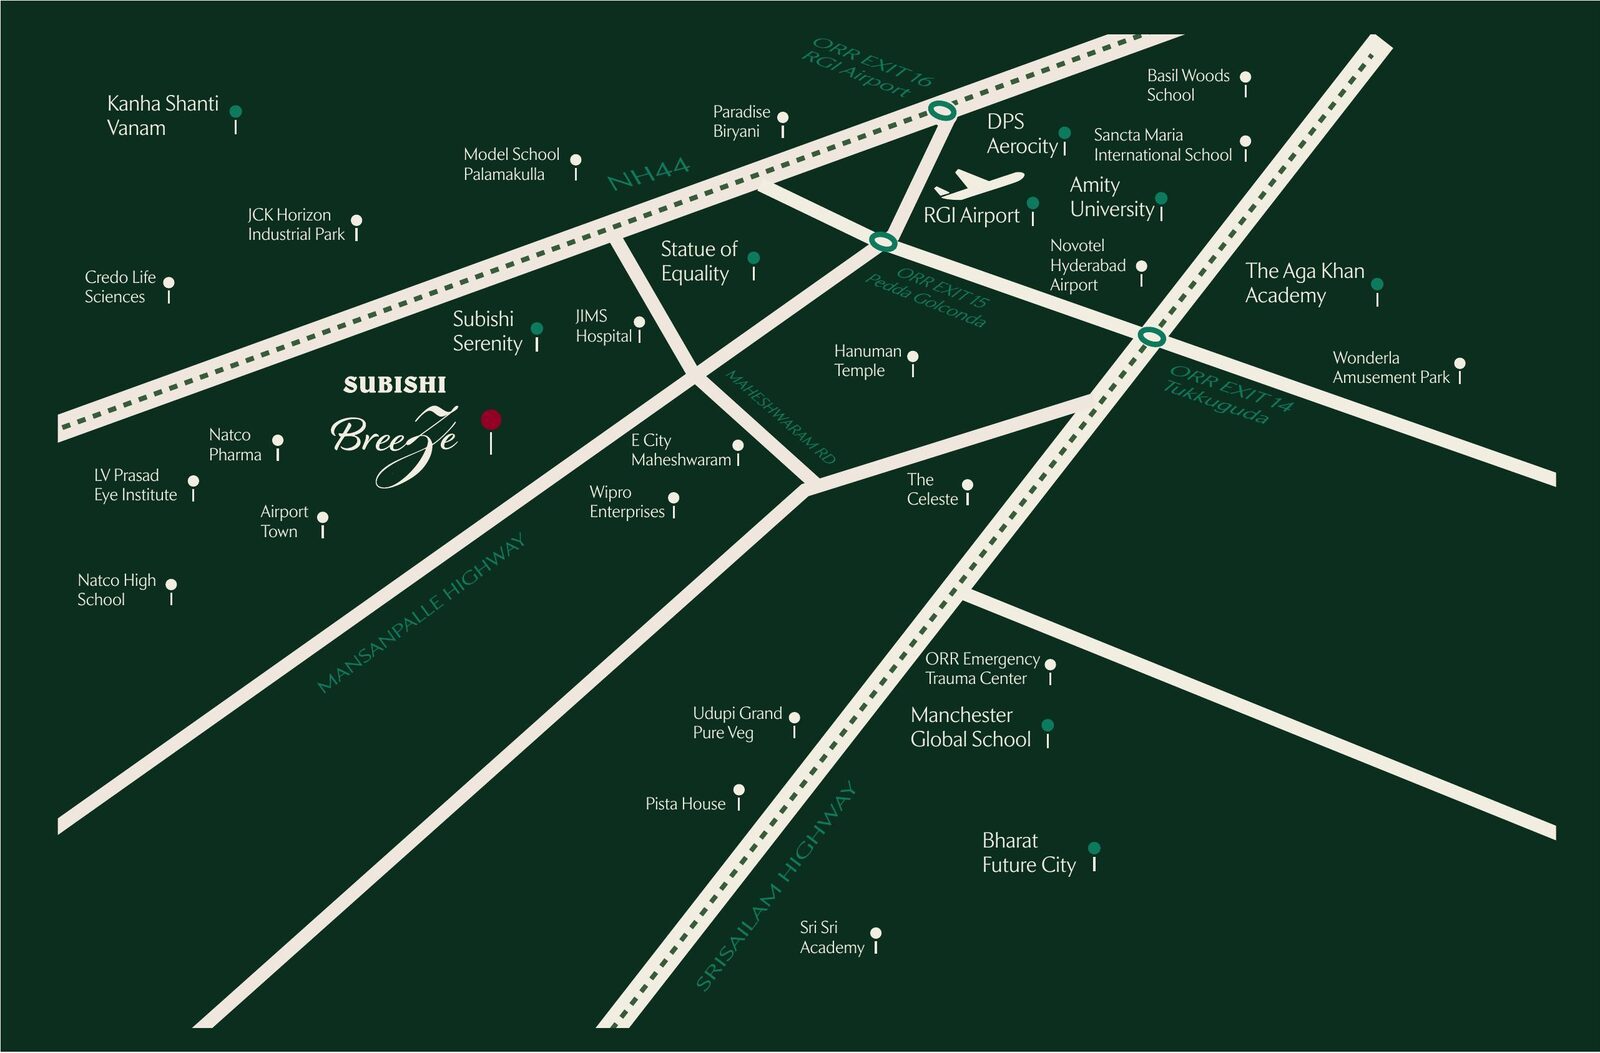 ORR EXIT 16
RGI Airport
Basil Woods
School
Kanha Shanti
Vanam
Paradise
Biryani
DPS
Aerocity
Sancta Maria
International School
Model School
Palamakulla
NH44
Amity
University
RGI Airport
JCK Horizon
Industrial Park
Statue of
Equality
Novotel
Hyderabad
Airport
The Aga Khan
Academy
Credo Life
Sciences
ORR EXIT 15
Pedda Golconda
Subishi
Serenity
JIMS
Hospital
Hanuman
Temple
Wonderla
Amusement Park
ORR EXIT 14
Tukkuguda
SUBISHI
Breeze
MAHESHWARAM RD
Natco
Pharma
E City
Maheshwaram
LV Prasad
Eye Institute
The
Celeste
Wipro
Enterprises
Airport
Town
MANSANPALLE HIGHWAY
Natco High
School
ORR Emergency
Trauma Center
Udupi Grand
Pure Veg
Manchester
Global School
Pista House
SRISAILAM HIGHWAY
Bharat
Future City
Sri Sri
Academy